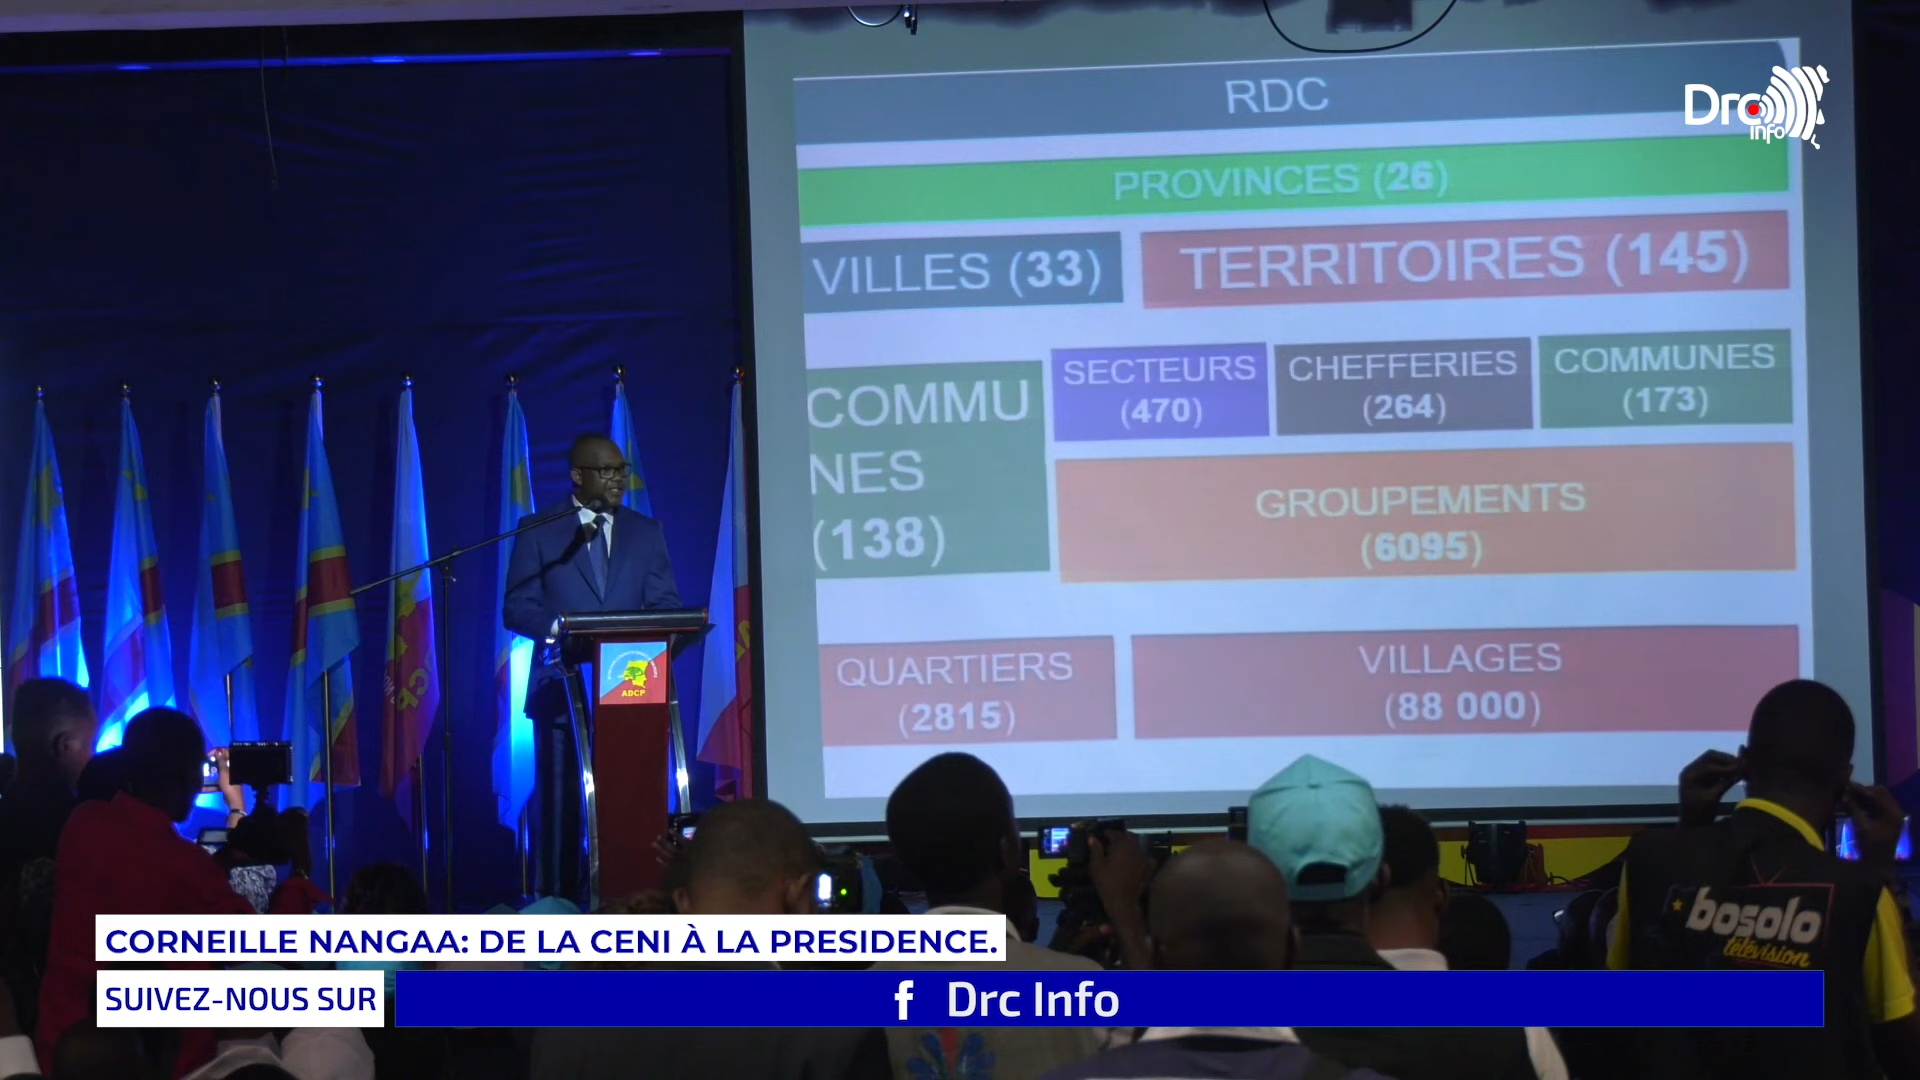 RDC
Drc
info
PROVINCES (26)
VILLES (33)
TERRITOIRES (145)
COMMU
NES
(138)
SECTEURS
(470)
CHEFFERIES
(264)
COMMUNES
(173)
GROUPEMENTS
(6095)
QUARTIERS
(2815)
VILLAGES
(88 000)
ADCP
bosolo
télévision
CORNEILLE NANGAA: DE LA CENI À LA PRESIDENCE.
SUIVEZ-NOUS SUR
f Drc Info